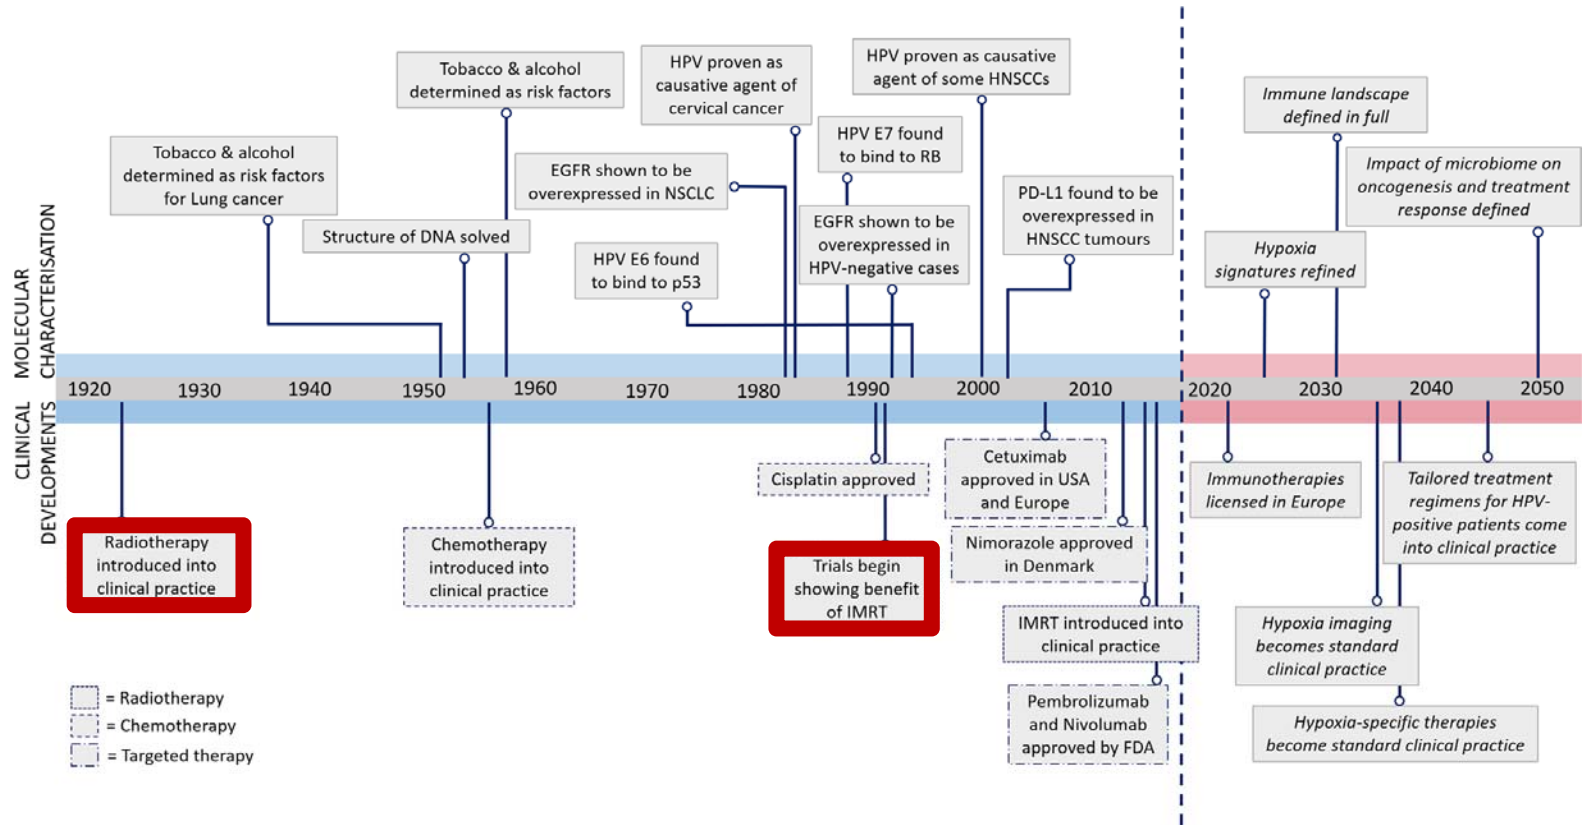 MOLECULAR
CHARACTERISATION
Tobacco & alcohol
determined as risk factors
for Lung cancer
Structure of DNA solved
Tobacco & alcohol
determined as risk factors
EGFR shown to be
overexpressed in NSCLC
HPV E6 found
to bind to p53
HPV proven as
causative agent of
cervical cancer
HPV E7 found
to bind to RB
EGFR shown to be
overexpressed in
HPV-negative cases
HPV proven as causative
agent of some HNSCCs
PD-L1 found to be
overexpressed in
HNSCC tumours
Hypoxia
signatures refined
Immune landscape
defined in full
Impact of microbiome on
oncogenesis and treatment
response defined
1920 1930 1940 1950 1960 1970 1980 1990 2000 2010 2020 2030 2040 2050
CLINICAL
DEVELOPMENTS
Radiotherapy
introduced into
clinical practice
Chemotherapy
introduced into
clinical practice
Cisplatin approved
Trials begin
showing benefit
of IMRT
Cetuximab
approved in USA
and Europe
Nimorazole approved
in Denmark
IMRT introduced into
clinical practice
Pembrolizumab
and Nivolumab
approved by FDA
Immunotherapies
licensed in Europe
Hypoxia imaging
becomes standard
clinical practice
Hypoxia-specific therapies
become standard clinical practice
Tailored treatment
regimens for HPV-
positive patients come
into clinical practice
= Radiotherapy
= Chemotherapy
= Targeted therapy